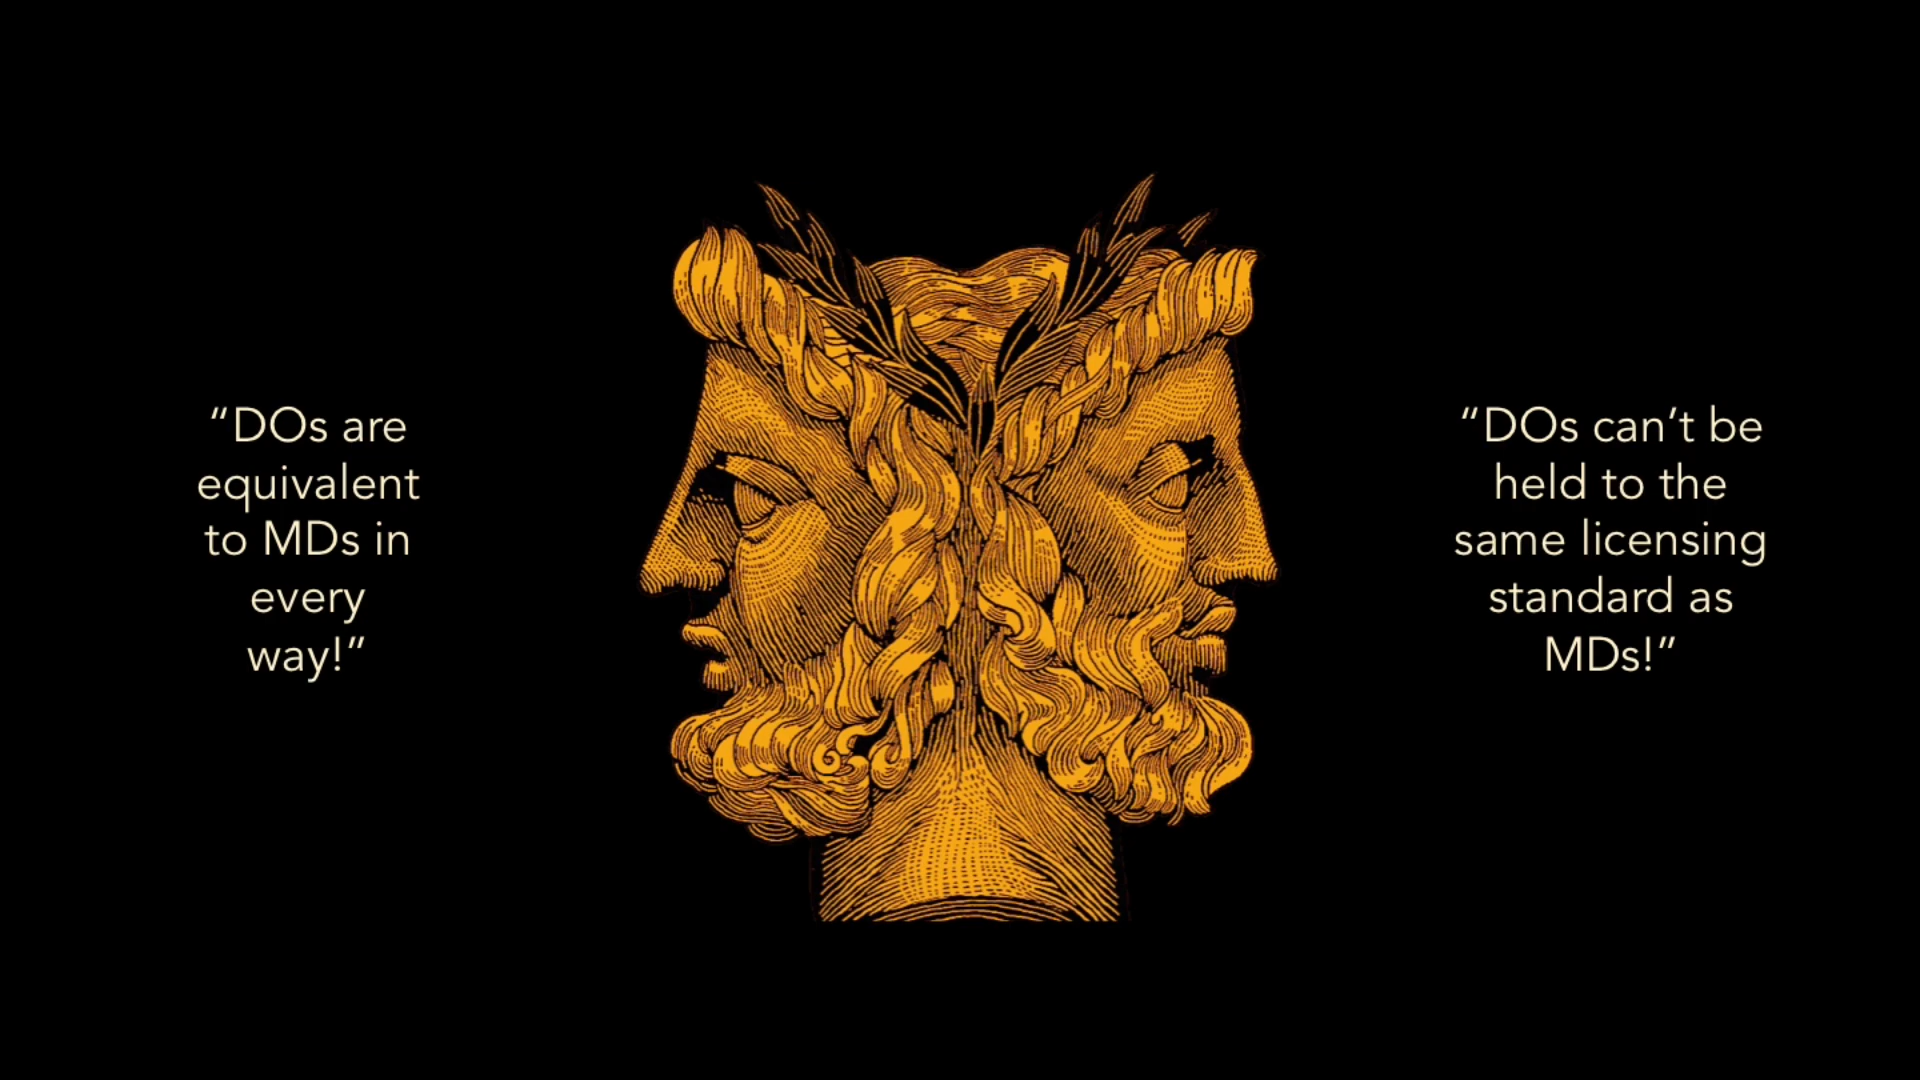 “DOs are
equivalent
to MDs in
every
way!”
“DOs can’t be
held to the
same licensing
standard as
MDs!”